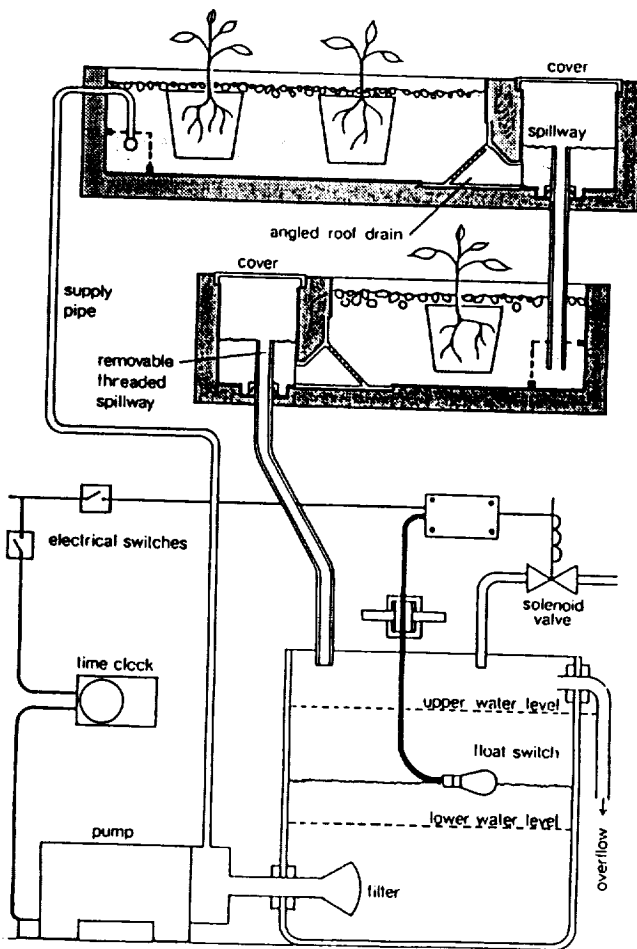 cover
spillway
angled roof drain
cover
supply
pipe
removable
threaded
spillway
electrical switches
solenoid
valve
time clock
upper water level
float switch
lower water level
pump
filter
overflow